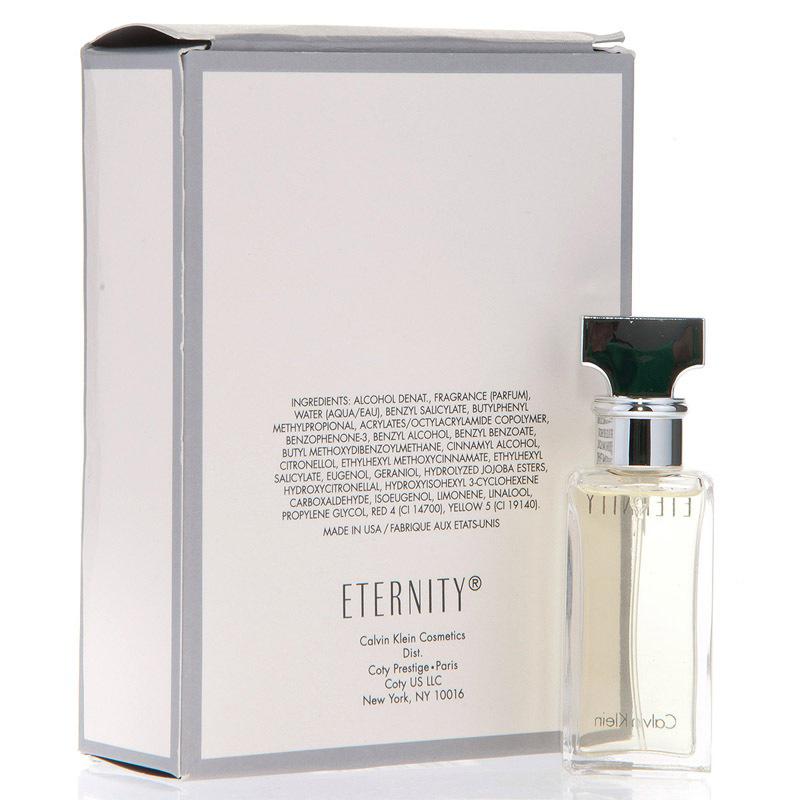 INGREDIENTS: ALCOHOL DENAT., FRAGRANCE (PARFUM),
WATER (AQUA/EAU), BENZYL SALICYLATE, BUTYLPHENYL
METHYLPROPIONAL, ACRYLATES/OCTYLACRYLAMIDE COPOLYMER,
BENZOPHENONE-3, BENZYL ALCOHOL, BENZYL BENZOATE,
BUTYL METHOXYDIBENZOYLMETHANE, CINNAMYL ALCOHOL,
CITRONELLOL, ETHYLHEXYL METHOXYCINNAMATE, ETHYLHEXYL
SALICYLATE, EUGENOL, GERANIOL, HYDROLYZED JOJOBA ESTERS,
HYDROXYCITRONELLAL, HYDROXYISOHEXYL 3-CYCLOHEXENE
CARBOXALDEHYDE, ISOEUGENOL, LIMONENE, LINALOOL,
PROPYLENE GLYCOL, RED 4 (CI 14700), YELLOW 5 (CI 19140).
MADE IN USA / FABRIQUE AUX ETATS-UNIS
ETERNITY®
Calvin Klein Cosmetics
Dist.
Coty Prestige • Paris
Coty US LLC
New York, NY 10016
ETERNITY
Calvin Klein